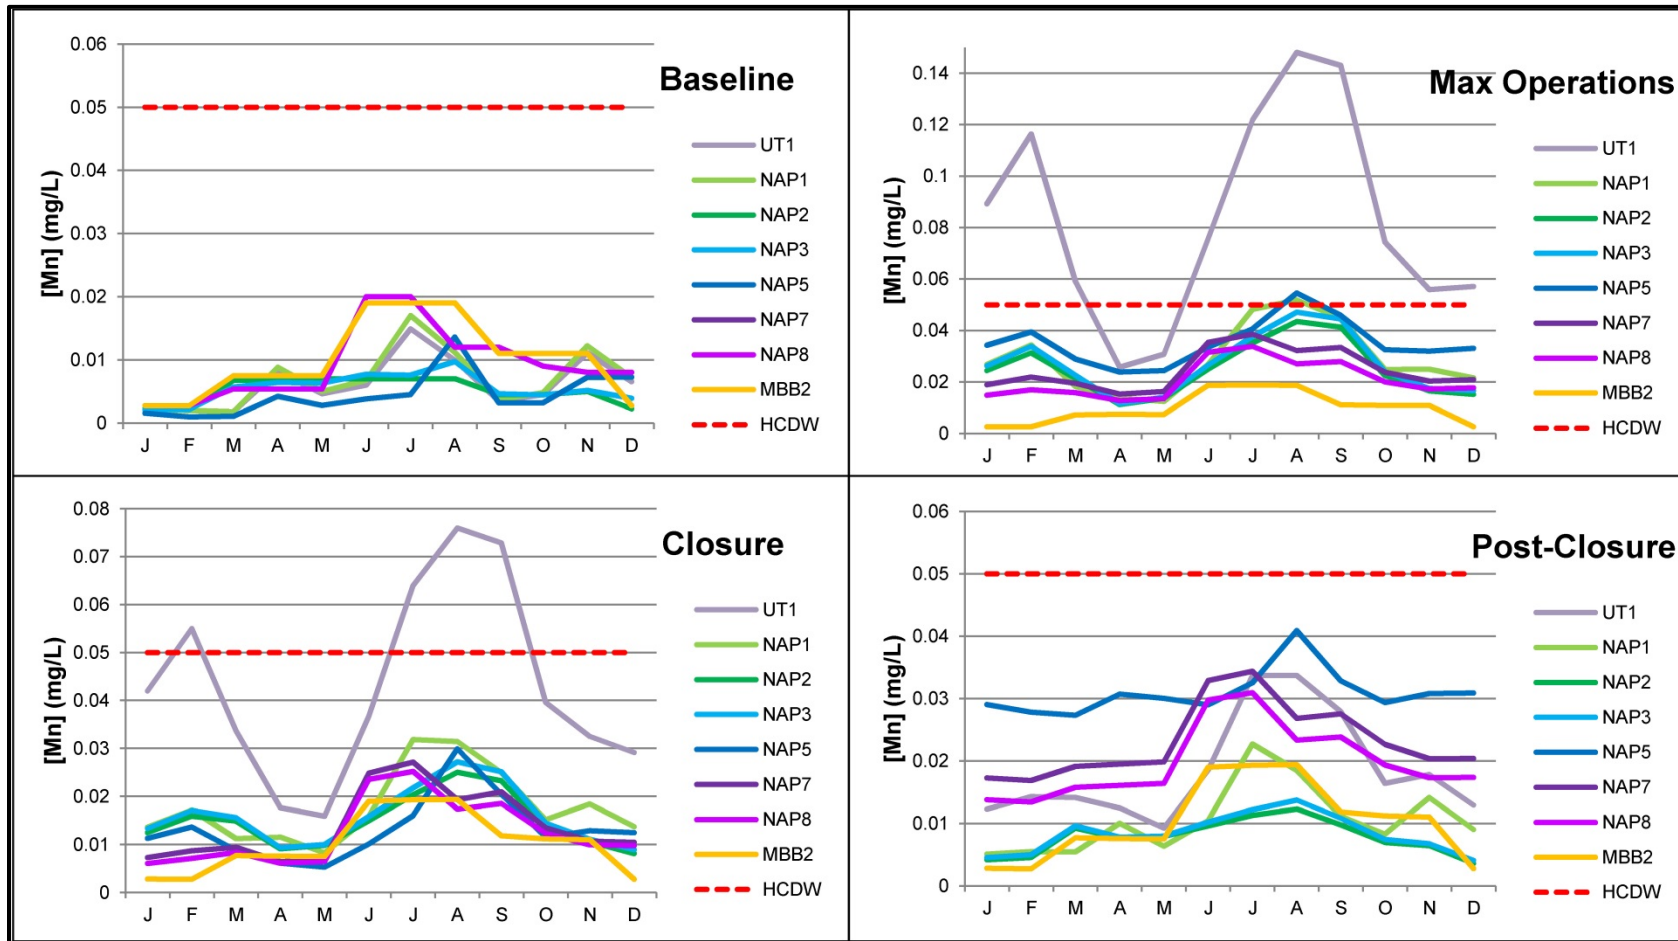 Baseline
[Mn] (mg/L)
0.06
0.05
0.04
0.03
0.02
0.01
0
J F M A M J J A S O N D
UT1
NAP1
NAP2
NAP3
NAP5
NAP7
NAP8
MBB2
HCDW
Max Operations
[Mn] (mg/L)
0.14
0.12
0.1
0.08
0.06
0.04
0.02
0
J F M A M J J A S O N D
UT1
NAP1
NAP2
NAP3
NAP5
NAP7
NAP8
MBB2
HCDW
Closure
[Mn] (mg/L)
0.08
0.07
0.06
0.05
0.04
0.03
0.02
0.01
0
J F M A M J J A S O N D
UT1
NAP1
NAP2
NAP3
NAP5
NAP7
NAP8
MBB2
HCDW
Post-Closure
[Mn] (mg/L)
0.06
0.05
0.04
0.03
0.02
0.01
0
J F M A M J J A S O N D
UT1
NAP1
NAP2
NAP3
NAP5
NAP7
NAP8
MBB2
HCDW